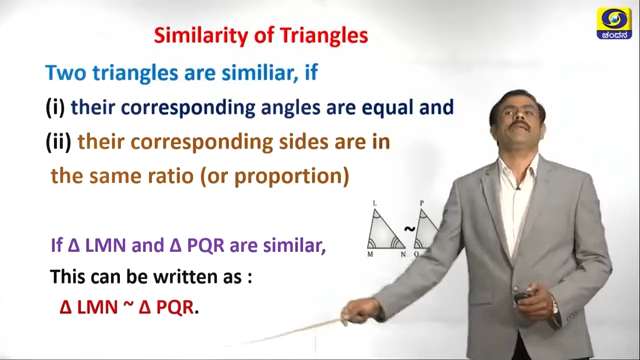 Similarity of Triangles
ಚಂದನ
Two triangles are similiar, if
(i) their corresponding angles are equal and
(ii) their corresponding sides are in
the same ratio (or proportion)
L P
~
M N Q
If Δ LMN and Δ PQR are similar,
This can be written as :
Δ LMN ~ Δ PQR.